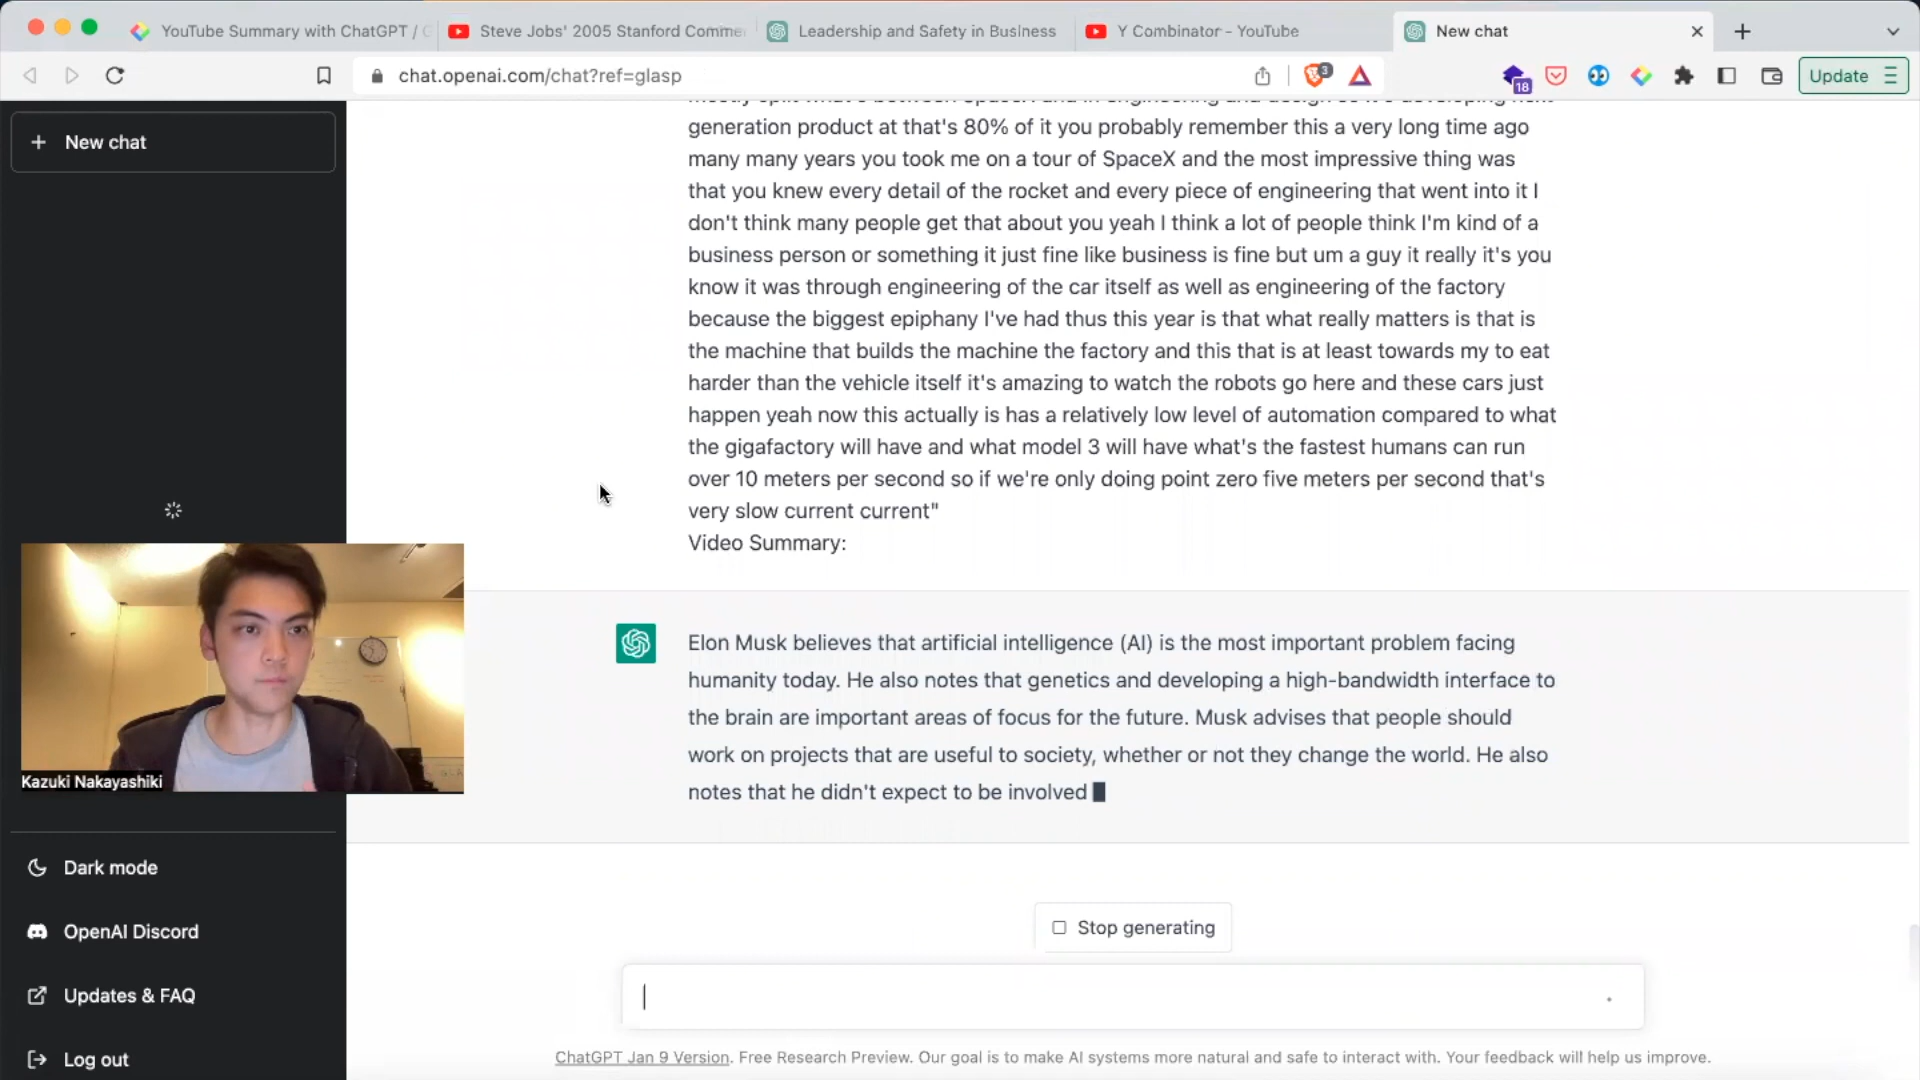 YouTube Summary with ChatGPT /
Steve Jobs' 2005 Stanford Comme
Leadership and Safety in Business
Y Combinator - YouTube
New chat
chat.openai.com/chat?ref=glasp
3
18
Update
New chat
generation product at that's 80% of it you probably remember this a very long time ago
many many years you took me on a tour of SpaceX and the most impressive thing was
that you knew every detail of the rocket and every piece of engineering that went into it I
don't think many people get that about you yeah I think a lot of people think I'm kind of a
business person or something it just fine like business is fine but um a guy it really it's you
know it was through engineering of the car itself as well as engineering of the factory
because the biggest epiphany I've had thus this year is that what really matters is that is
the machine that builds the machine the factory and this that is at least towards my to eat
harder than the vehicle itself it's amazing to watch the robots go here and these cars just
happen yeah now this actually is has a relatively low level of automation compared to what
the gigafactory will have and what model 3 will have what's the fastest humans can run
over 10 meters per second so if we're only doing point zero five meters per second that's
very slow current current"
Video Summary:
Elon Musk believes that artificial intelligence (AI) is the most important problem facing
humanity today. He also notes that genetics and developing a high-bandwidth interface to
the brain are important areas of focus for the future. Musk advises that people should
work on projects that are useful to society, whether or not they change the world. He also
notes that he didn't expect to be involved
Kazuki Nakayashiki
Dark mode
OpenAI Discord
Updates & FAQ
Log out
Stop generating
ChatGPT Jan 9 Version. Free Research Preview. Our goal is to make AI systems more natural and safe to interact with. Your feedback will help us improve.